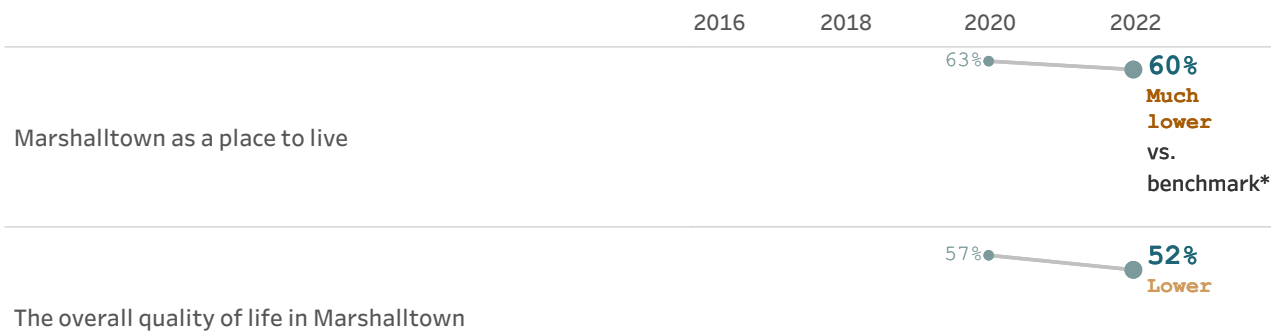 2016 2018 2020 2022
63% 60%
Much
lower
Marshalltown as a place to live
vs.
benchmark*
57% 52%
Lower
The overall quality of life in Marshalltown